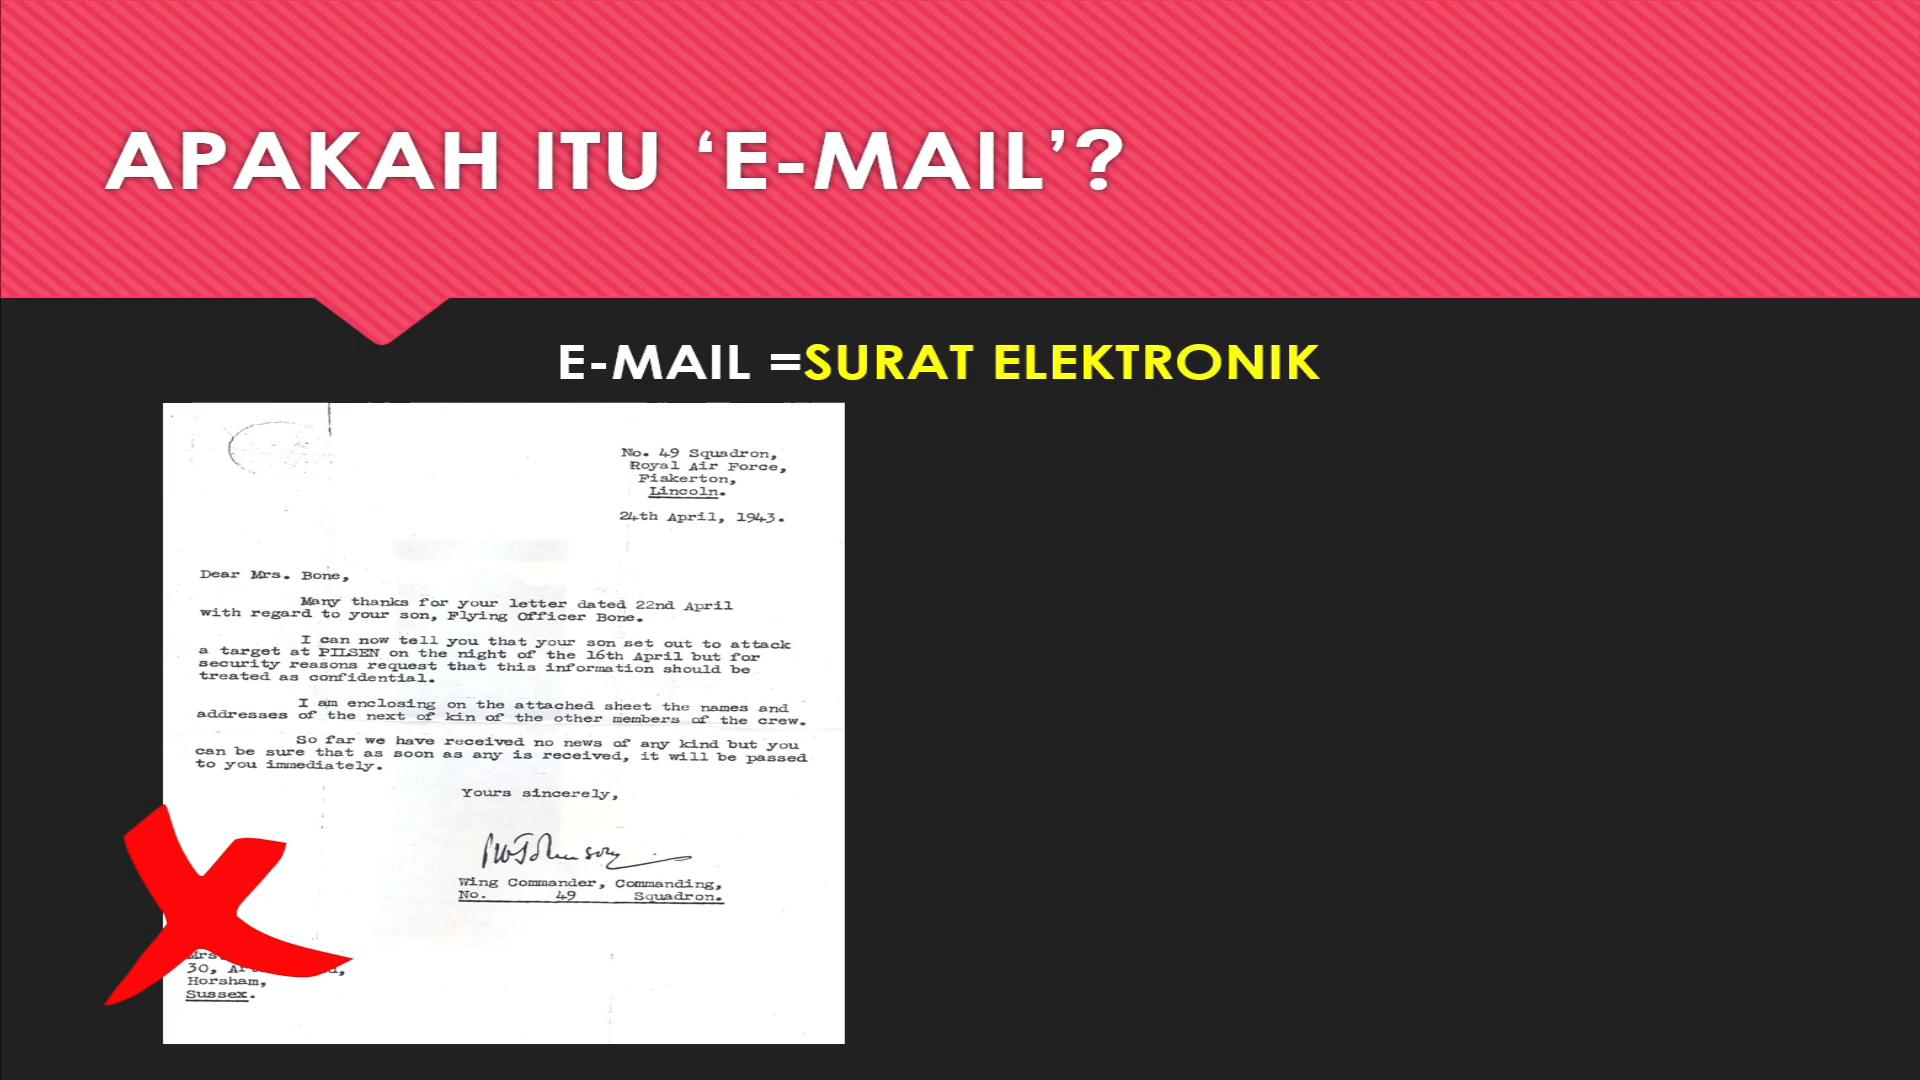 APAKAH ITU ‘E-MAIL’?
E-MAIL =SURAT ELEKTRONIK
No. 49 Squadron,
Royal Air Force,
Fiskerton,
Lincoln.
24th April, 1943.
Dear Mrs. Bone,
Many thanks for your letter dated 22nd April
with regard to your son, Flying Officer Bone.
I can now tell you that your son set out to attack
a target at PILSEN on the night of the 16th April but for
security reasons request that this information should be
treated as confidential.
I am enclosing on the attached sheet the names and
addresses of the next of kin of the other members of the crew.
So far we have received no news of any kind but you
can be sure that as soon as any is received, it will be passed
to you immediately.
Yours sincerely,
Wing Commander, Commanding,
No. 49 Squadron.
Mrs.
30,
Horsham,
Sussex.